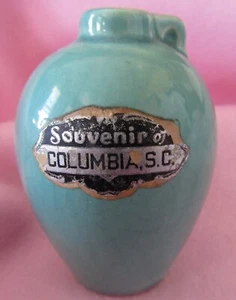 Souvenir of
COLUMBIA, S.C.